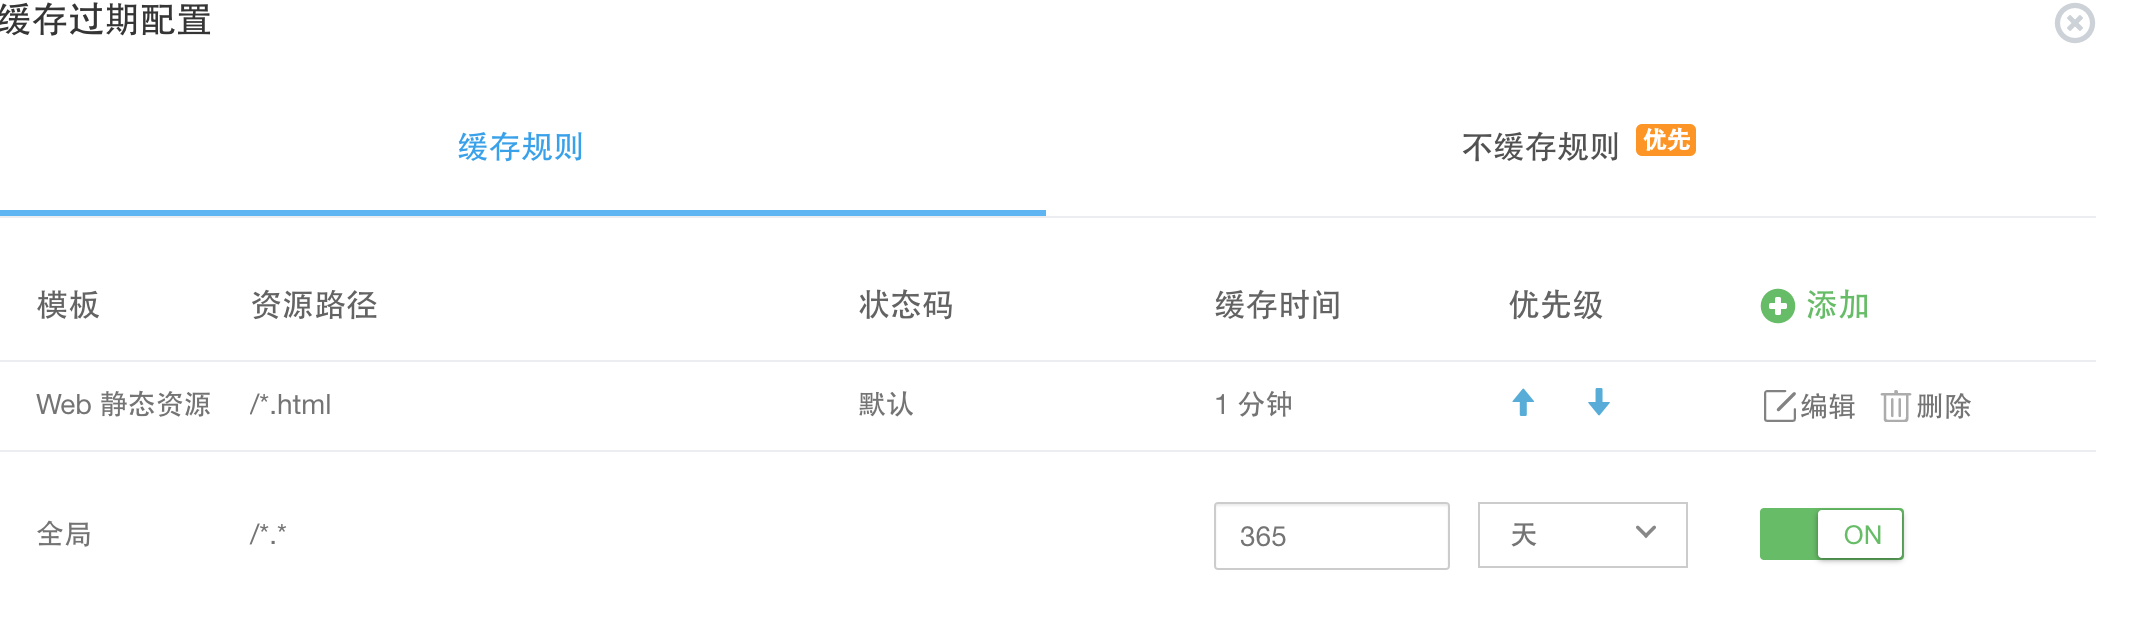 缓存过期配置
缓存规则 不缓存规则 优先
模板 资源路径 状态码 缓存时间 优先级 添加
Web 静态资源 /*.html 默认 1 分钟 编辑 删除
全局 /*.* 365 天 ON